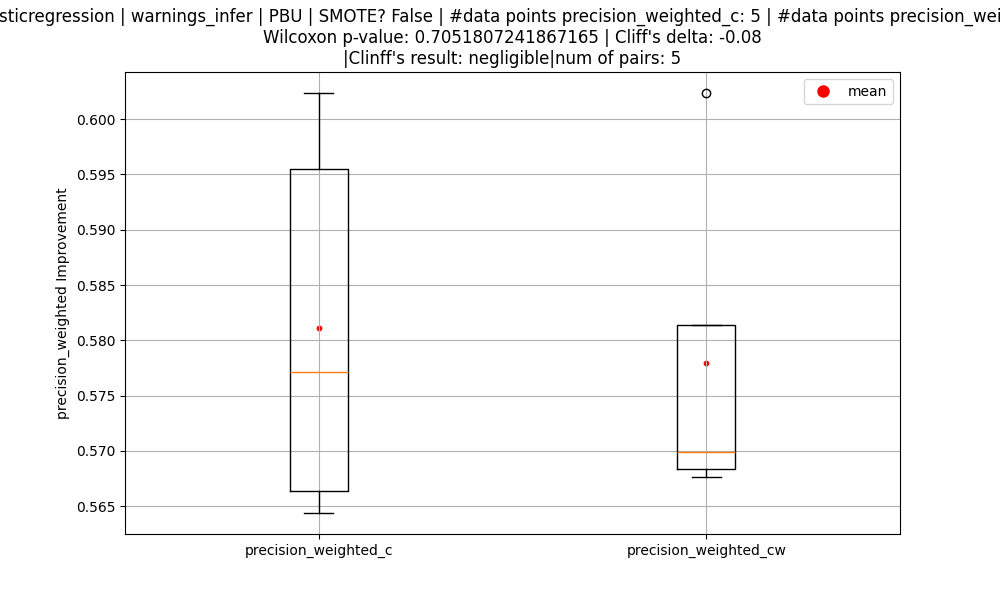 | warnings_infer | PBU | SMOTE? False | #data points precision_weighted_c: 5 | #data points
Wilcoxon p-value: 0.7051807241867165 | Cliff's delta: -0.08
|Clinff's result: negligible|num of pairs: 5
mean
0.600
0.595
0.590
0.585
0.580
0.575
0.570
0.565
precision_weighted Improvement
precision_weighted_c
precision_weighted_cw